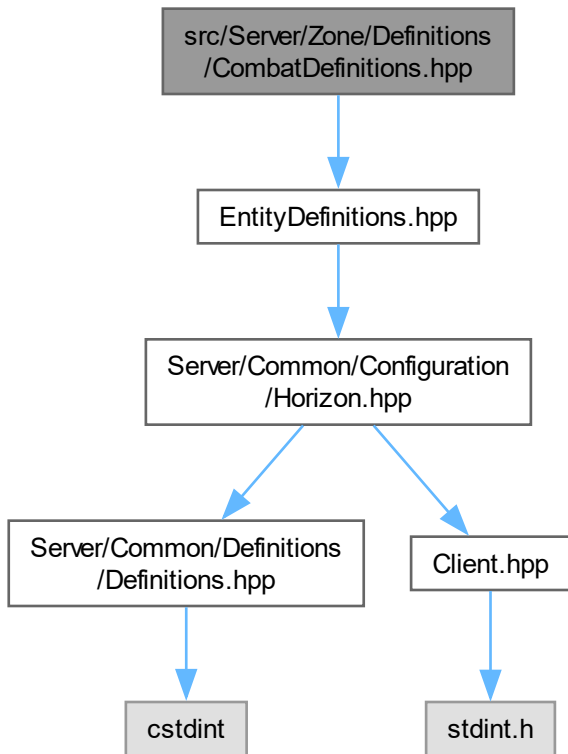 src/Server/Zone/Definitions
/CombatDefinitions.hpp
EntityDefinitions.hpp
Server/Common/Configuration
/Horizon.hpp
Server/Common/Definitions
/Definitions.hpp
Client.hpp
cstdint
stdint.h